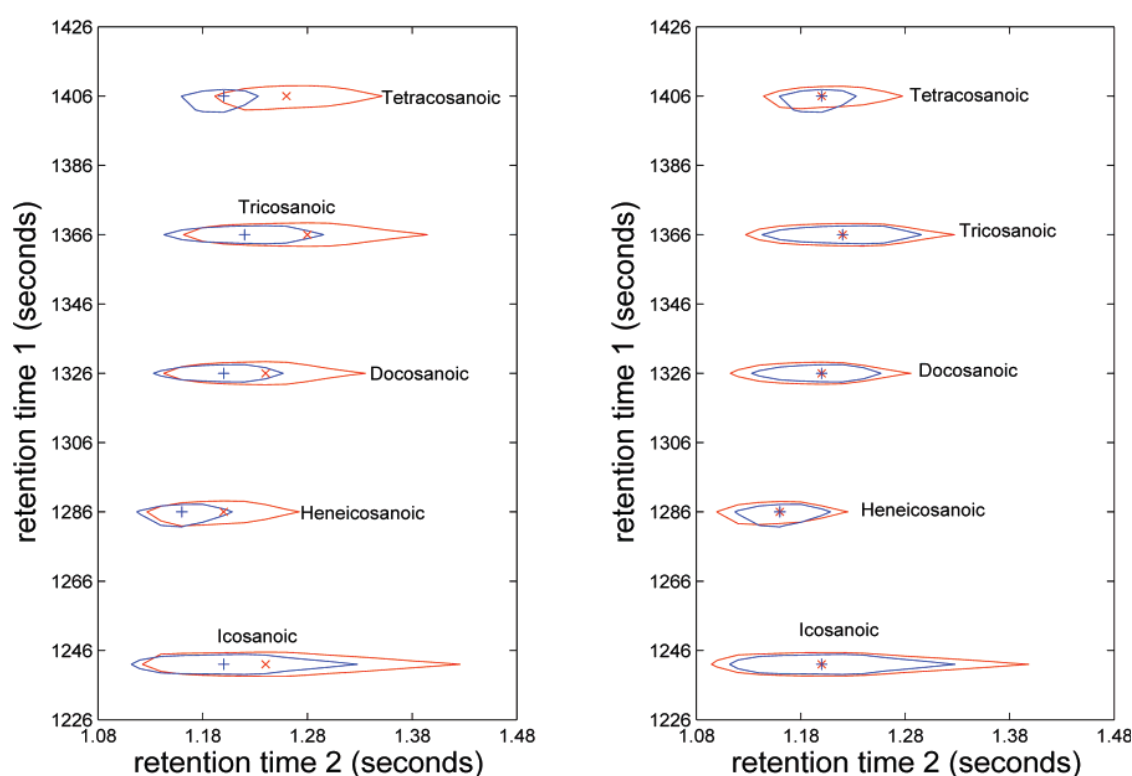 1426
1406
1386
1366
1346
1326
1306
1286
1266
1246
1226
1.08
1.18
1.28
1.38
1.48
retention time 1 (seconds)
retention time 2 (seconds)
Tetracosanoic
Tricosanoic
Docosanoic
Heneicosanoic
Icosanoic
1426
1406
1386
1366
1346
1326
1306
1286
1266
1246
1226
1.08
1.18
1.28
1.38
1.48
retention time 1 (seconds)
retention time 2 (seconds)
Tetracosanoic
Tricosanoic
Docosanoic
Heneicosanoic
Icosanoic